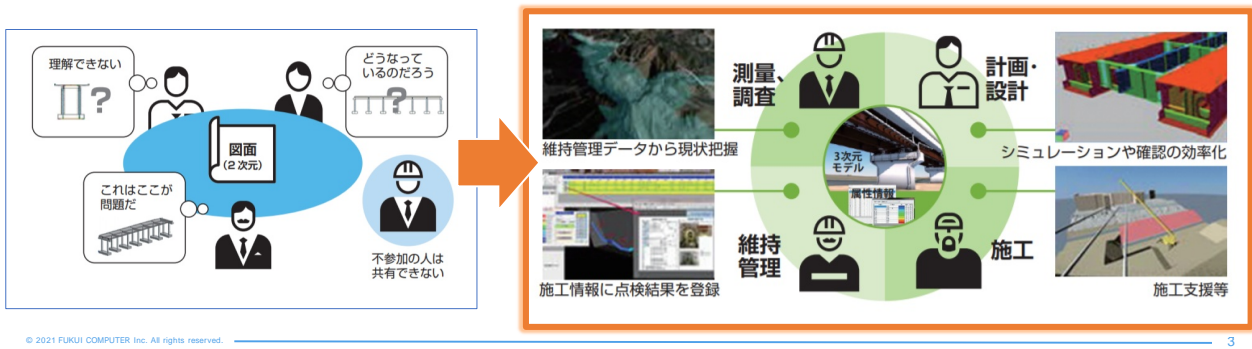 理解できない
?
どうなって
いるのだろう
?
図面
(2次元)
これはここが
問題だ
不参加の人は
共有できない
測量、
調査
計画・
設計
維持管理データから現状把握
シミュレーションや確認の効率化
3次元
モデル
属性情報
維持
管理
施工
施工情報に点検結果を登録
施工支援等
© 2021 FUKUI COMPUTER Inc. All rights reserved.
3